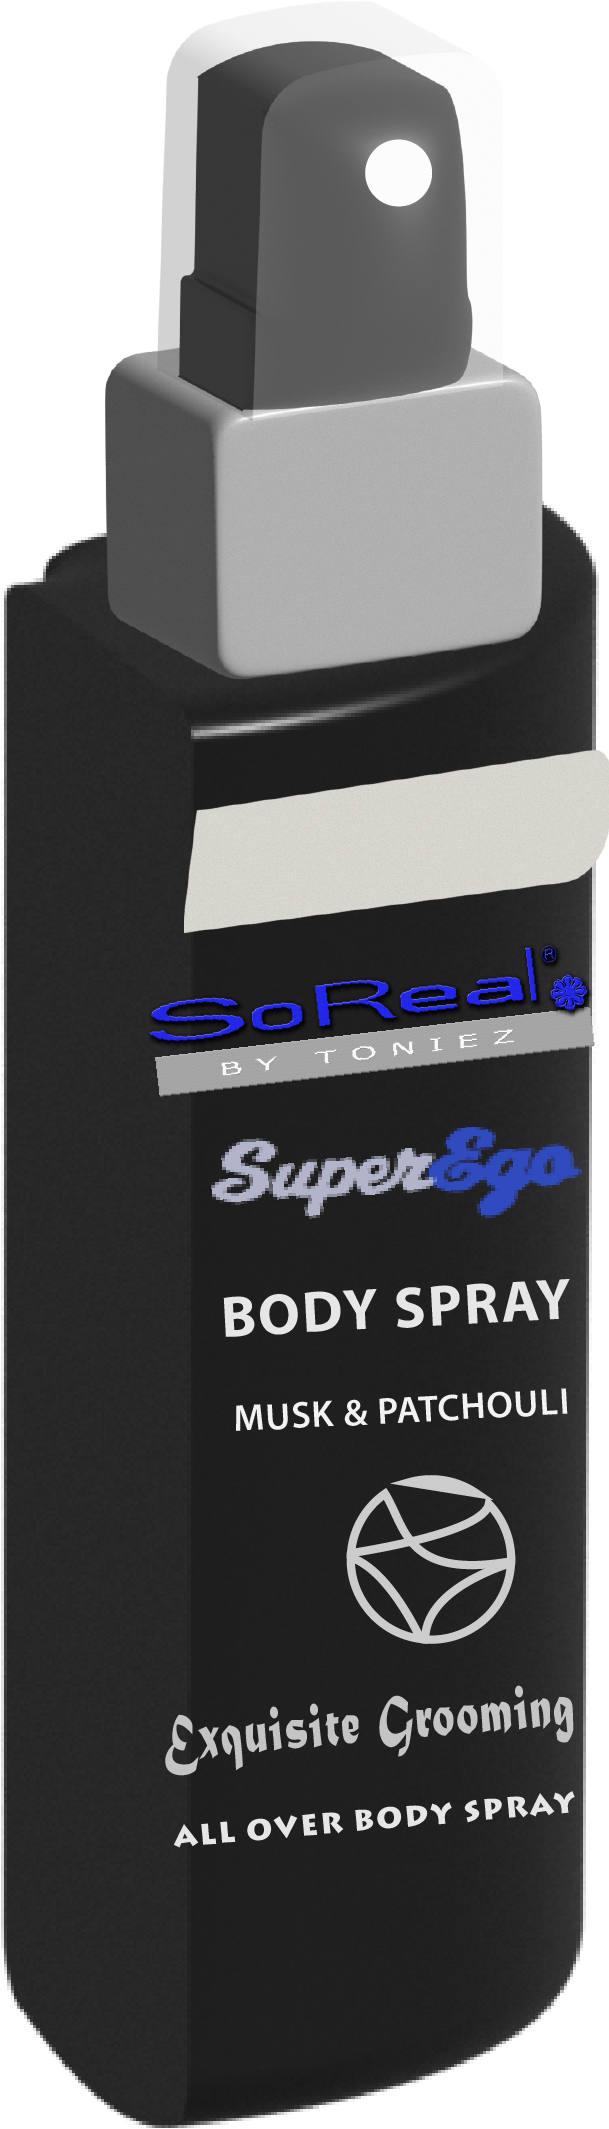 SoReal®
BY TONIEZ
SuperEgo
BODY SPRAY
MUSK & PATCHOULI
Exquisite Grooming
ALL OVER BODY SPRAY